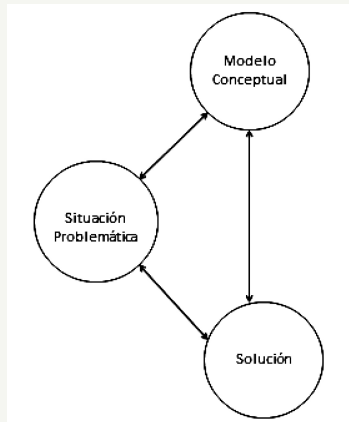 Modelo
Conceptual
Situación
Problemática
Solución